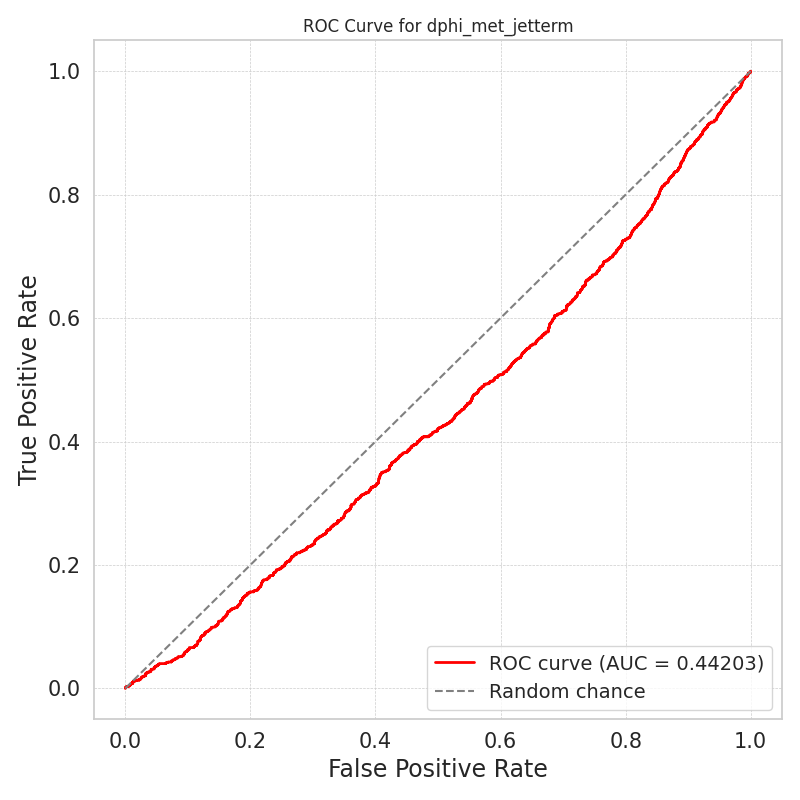 ROC Curve for dphi_met_jetterm
1.0
0.8
0.6
0.4
0.2
0.0
True Positive Rate
ROC curve (AUC = 0.44203)
Random chance
0.0 0.2 0.4 0.6 0.8 1.0
False Positive Rate